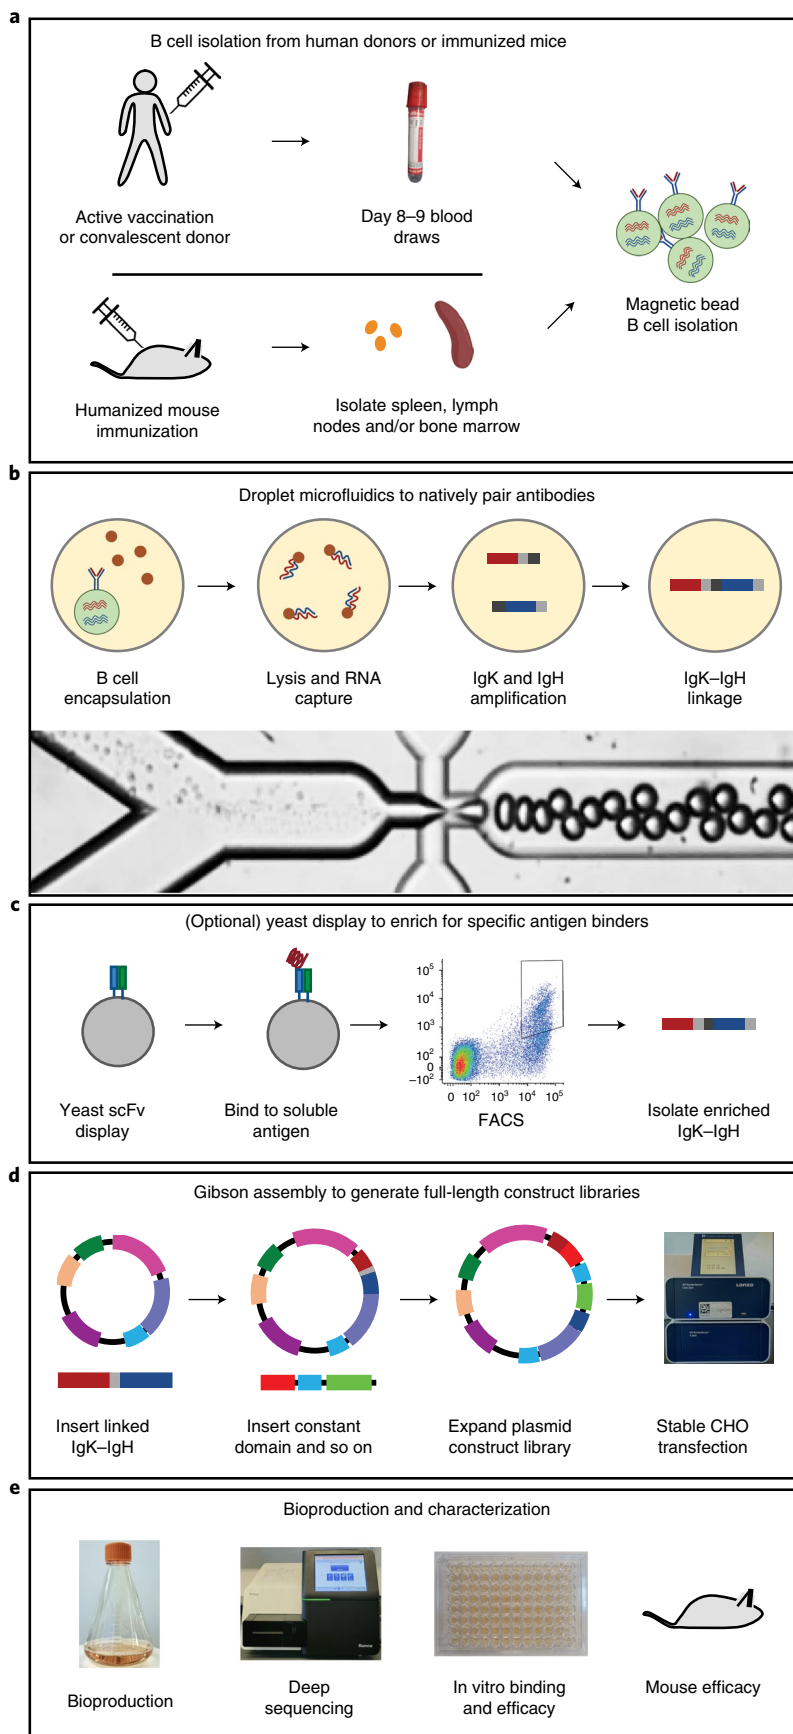 a
B cell isolation from human donors or immunized mice
Active vaccination
or convalescent donor
Day 8–9 blood
draws
Magnetic bead
B cell isolation
Humanized mouse
immunization
Isolate spleen, lymph
nodes and/or bone marrow
b
Droplet microfluidics to natively pair antibodies
B cell
encapsulation
Lysis and RNA
capture
IgK and IgH
amplification
IgK–IgH
linkage
c
(Optional) yeast display to enrich for specific antigen binders
10⁵
10⁴
10³
10²
0
–10²
0 10² 10³ 10⁴ 10⁵
Yeast scFv
display
Bind to soluble
antigen
FACS
Isolate enriched
IgK–IgH
d
Gibson assembly to generate full-length construct libraries
Lonza
Insert linked
IgK–IgH
Insert constant
domain and so on
Expand plasmid
construct library
Stable CHO
transfection
e
Bioproduction and characterization
Bioproduction
Deep
sequencing
In vitro binding
and efficacy
Mouse efficacy